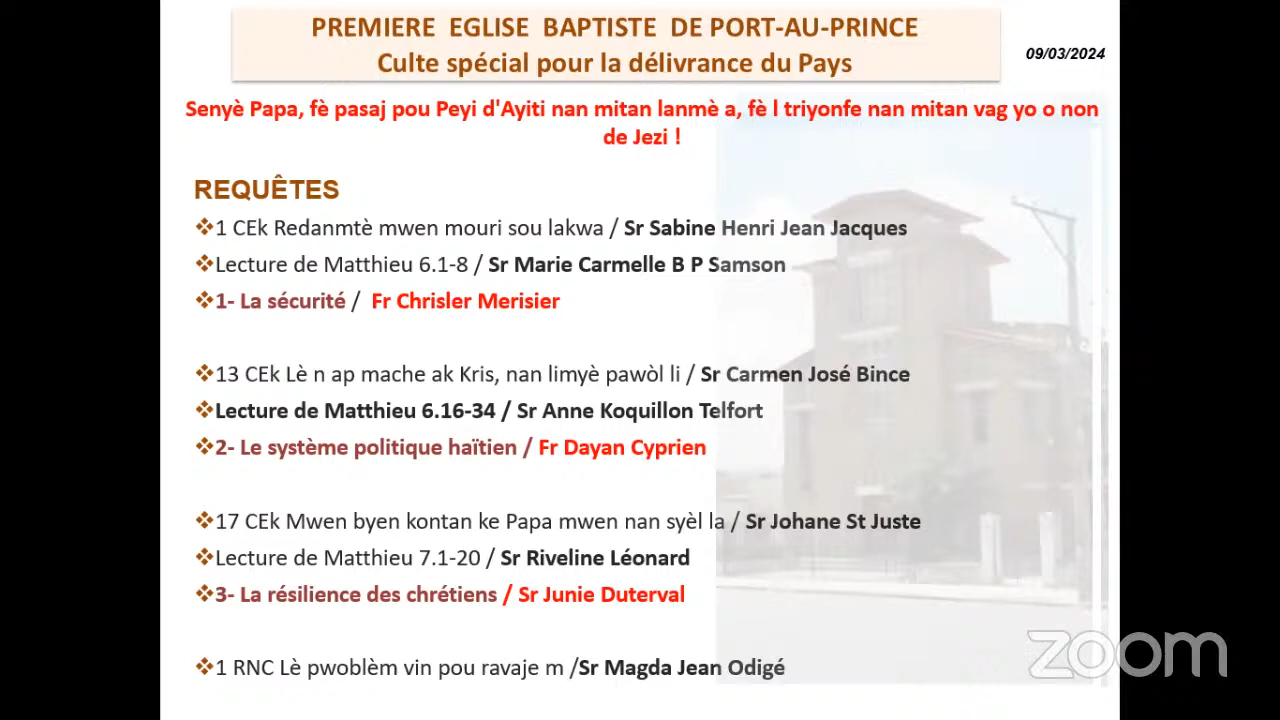 PREMIERE EGLISE BAPTISTE DE PORT-AU-PRINCE
Culte spécial pour la délivrance du Pays
09/03/2024
Senyè Papa, fè pasaj pou Peyi d'Ayiti nan mitan lanmè a, fè l triyonfe nan mitan vag yo o non
de Jezi !
REQUÊTES
❖1 CEk Redanmtè mwen mouri sou lakwa / Sr Sabine Henri Jean Jacques
❖Lecture de Matthieu 6.1-8 / Sr Marie Carmelle B P Samson
❖1- La sécurité / Fr Chrisler Merisier
❖13 CEk Lè n ap mache ak Kris, nan limyè pawòl li / Sr Carmen José Bince
❖Lecture de Matthieu 6.16-34 / Sr Anne Koquillon Telfort
❖2- Le système politique haïtien / Fr Dayan Cyprien
❖17 CEk Mwen byen kontan ke Papa mwen nan syèl la / Sr Johane St Juste
❖Lecture de Matthieu 7.1-20 / Sr Riveline Léonard
❖3- La résilience des chrétiens / Sr Junie Duterval
❖1 RNC Lè pwoblèm vin pou ravaje m /Sr Magda Jean Odigé
zoom